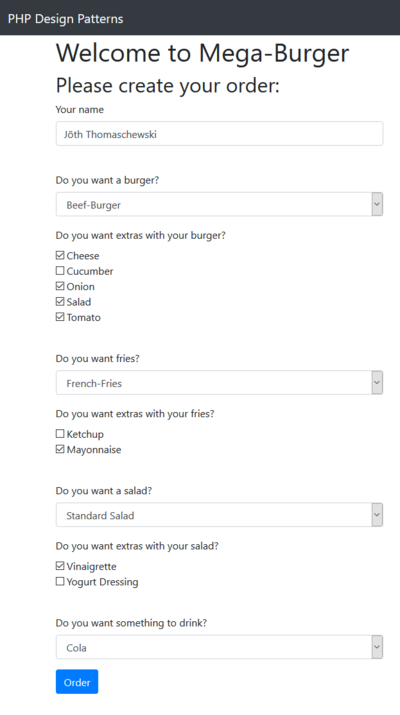 PHP Design Patterns
Welcome to Mega-Burger
Please create your order:
Your name
Jöth Thomaschewski
Do you want a burger?
Beef-Burger
Do you want extras with your burger?
Cheese
Cucumber
Onion
Salad
Tomato
Do you want fries?
French-Fries
Do you want extras with your fries?
Ketchup
Mayonnaise
Do you want a salad?
Standard Salad
Do you want extras with your salad?
Vinaigrette
Yogurt Dressing
Do you want something to drink?
Cola
Order